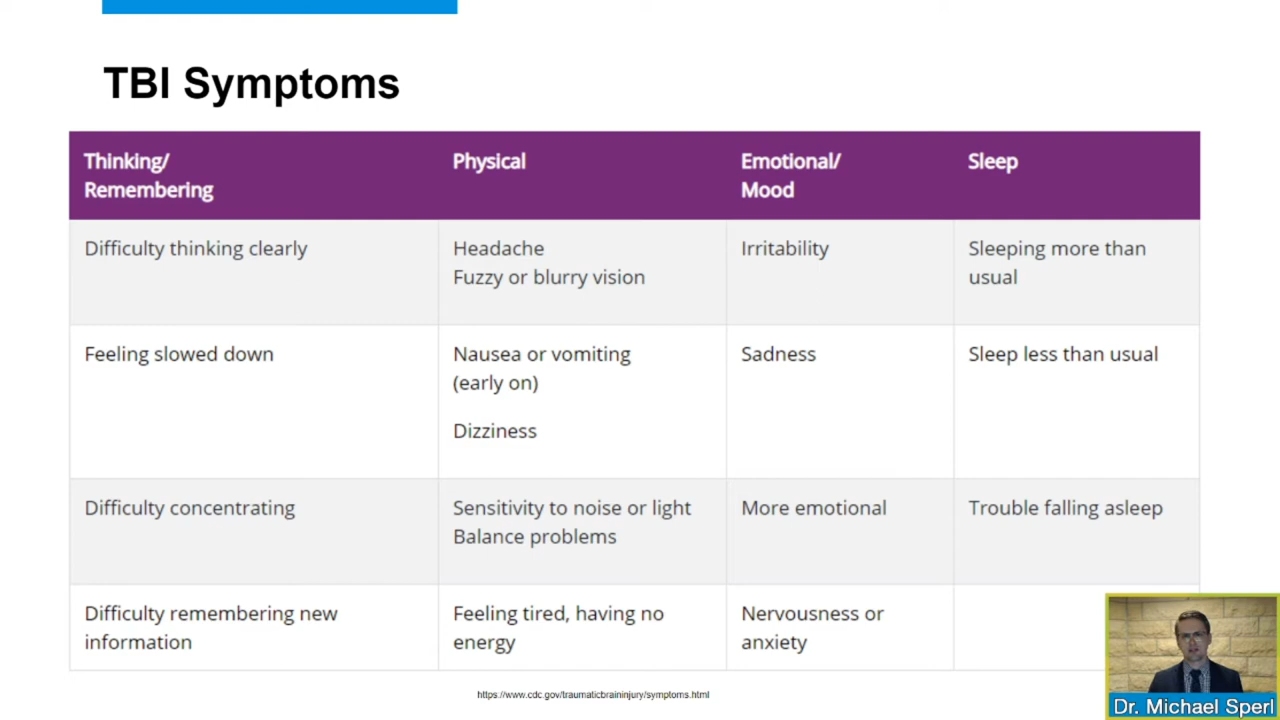 TBI Symptoms
Thinking/
Remembering
Physical
Emotional/
Mood
Sleep
Difficulty thinking clearly
Headache
Fuzzy or blurry vision
Irritability
Sleeping more than
usual
Feeling slowed down
Nausea or vomiting
(early on)
Dizziness
Sadness
Sleep less than usual
Difficulty concentrating
Sensitivity to noise or light
Balance problems
More emotional
Trouble falling asleep
Difficulty remembering new
information
Feeling tired, having no
energy
Nervousness or
anxiety
https://www.cdc.gov/traumaticbraininjury/symptoms.html
Dr. Michael Sperl